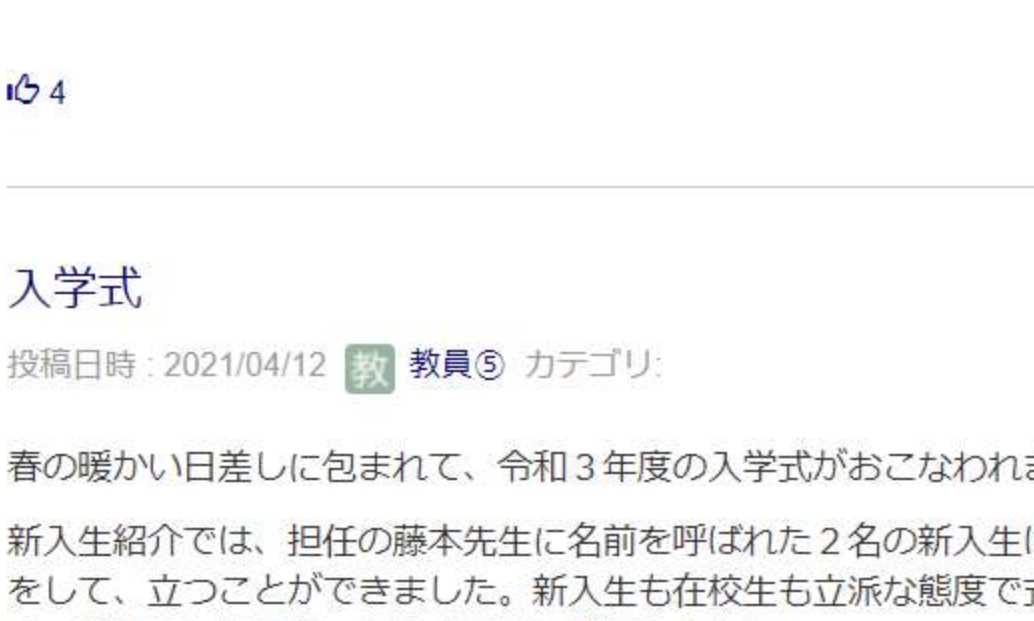 4
入学式
投稿日時 : 2021/04/12 教 教員⑤ カテゴリ:
春の暖かい日差しに包まれて、令和３年度の入学式がおこなわれま
新入生紹介では、担任の藤本先生に名前を呼ばれた２名の新入生は
をして、立つことができました。新入生も在校生も立派な態度で式